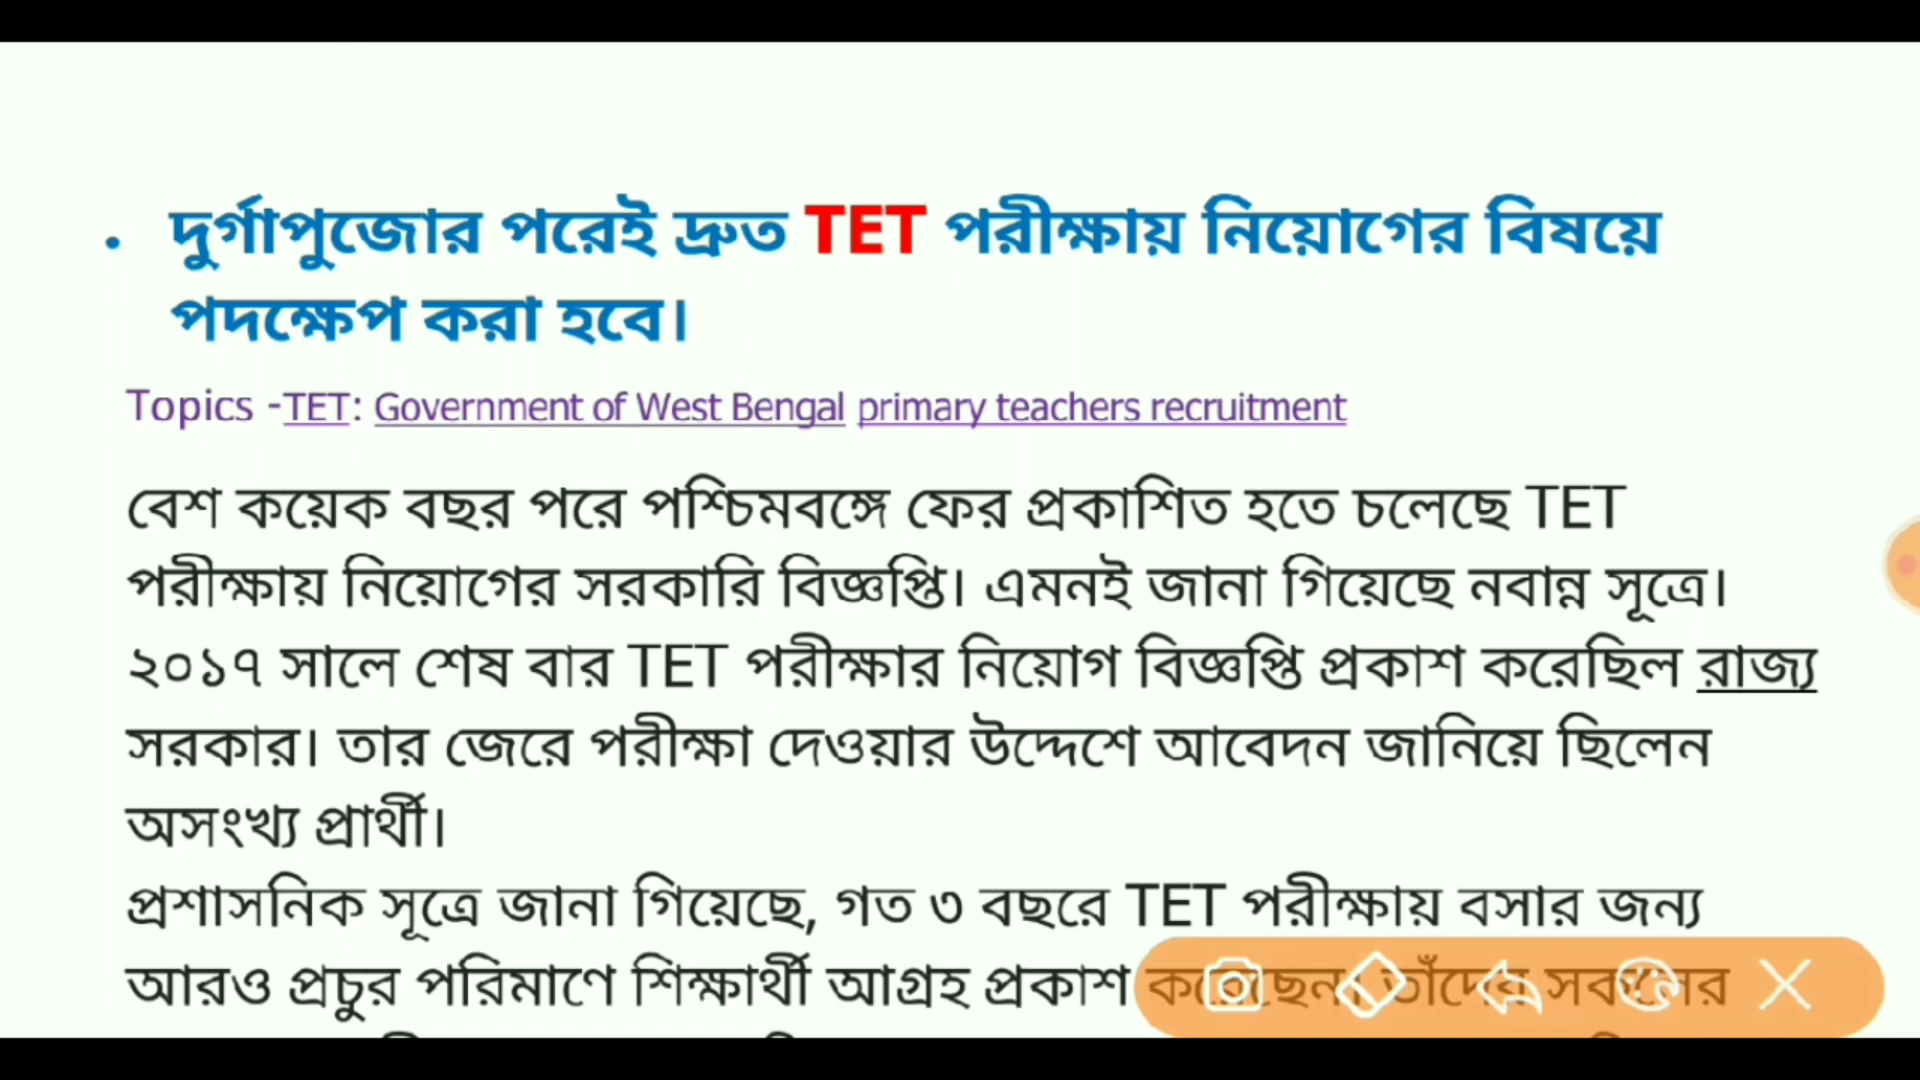 • দুর্গাপুজোর পরেই দ্রুত TET পরীক্ষায় নিয়োগের বিষয়ে
পদক্ষেপ করা হবে।
Topics -TET: Government of West Bengal primary teachers recruitment
বেশ কয়েক বছর পরে পশ্চিমবঙ্গে ফের প্রকাশিত হতে চলেছে TET
পরীক্ষায় নিয়োগের সরকারি বিজ্ঞপ্তি। এমনই জানা গিয়েছে নবান্ন সূত্রে।
২০১৭ সালে শেষ বার TET পরীক্ষার নিয়োগ বিজ্ঞপ্তি প্রকাশ করেছিল রাজ্য
সরকার। তার জেরে পরীক্ষা দেওয়ার উদ্দেশে আবেদন জানিয়ে ছিলেন
অসংখ্য প্রার্থী।
প্রশাসনিক সূত্রে জানা গিয়েছে, গত ৩ বছরে TET পরীক্ষায় বসার জন্য
আরও প্রচুর পরিমাণে শিক্ষার্থী আগ্রহ প্রকাশ করেছেন। তাঁদের সকলের